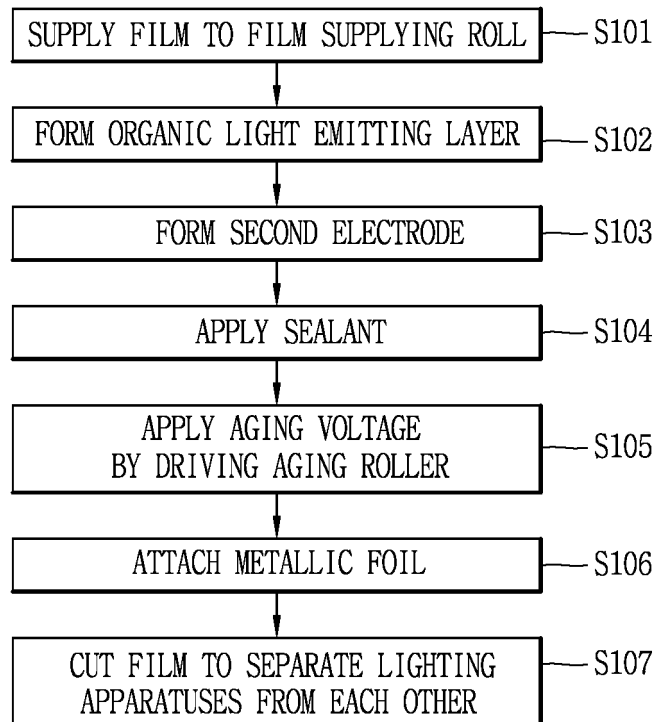 SUPPLY FILM TO FILM SUPPLYING ROLL
S101
FORM ORGANIC LIGHT EMITTING LAYER
S102
FORM SECOND ELECTRODE
S103
APPLY SEALANT
S104
APPLY AGING VOLTAGE
BY DRIVING AGING ROLLER
S105
ATTACH METALLIC FOIL
S106
CUT FILM TO SEPARATE LIGHTING
APPARATUSES FROM EACH OTHER
S107